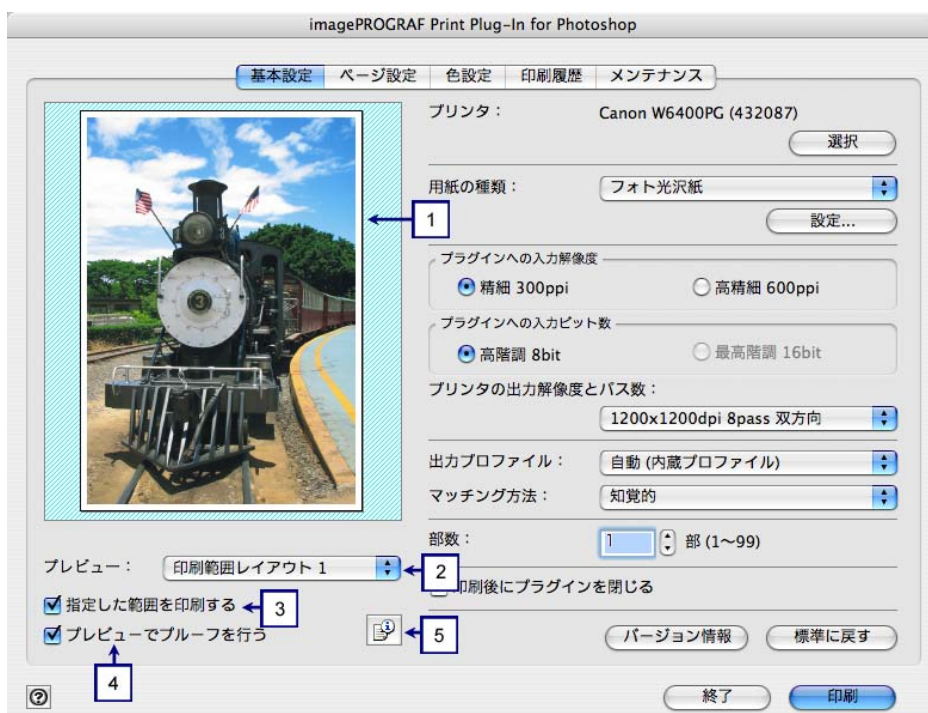 imagePROGRAF Print Plug-In for Photoshop
基本設定 ページ設定 色設定 印刷履歴 メンテナンス
プリンタ： Canon W6400PG (432087)
選択
用紙の種類： フォト光沢紙
設定...
プラグインへの入力解像度
精細 300ppi 高精細 600ppi
プラグインへの入力ビット数
高階調 8bit 最高階調 16bit
プリンタの出力解像度とパス数：
1200x1200dpi 8pass 双方向
出力プロファイル： 自動 (内蔵プロファイル)
マッチング方法： 知覚的
部数： 1 部 (1～99)
印刷後にプラグインを閉じる
バージョン情報 標準に戻す
終了 印刷
3
1
プレビュー： 印刷範囲レイアウト 1
2
指定した範囲を印刷する
3
プレビューでプルーフを行う
4
5
?